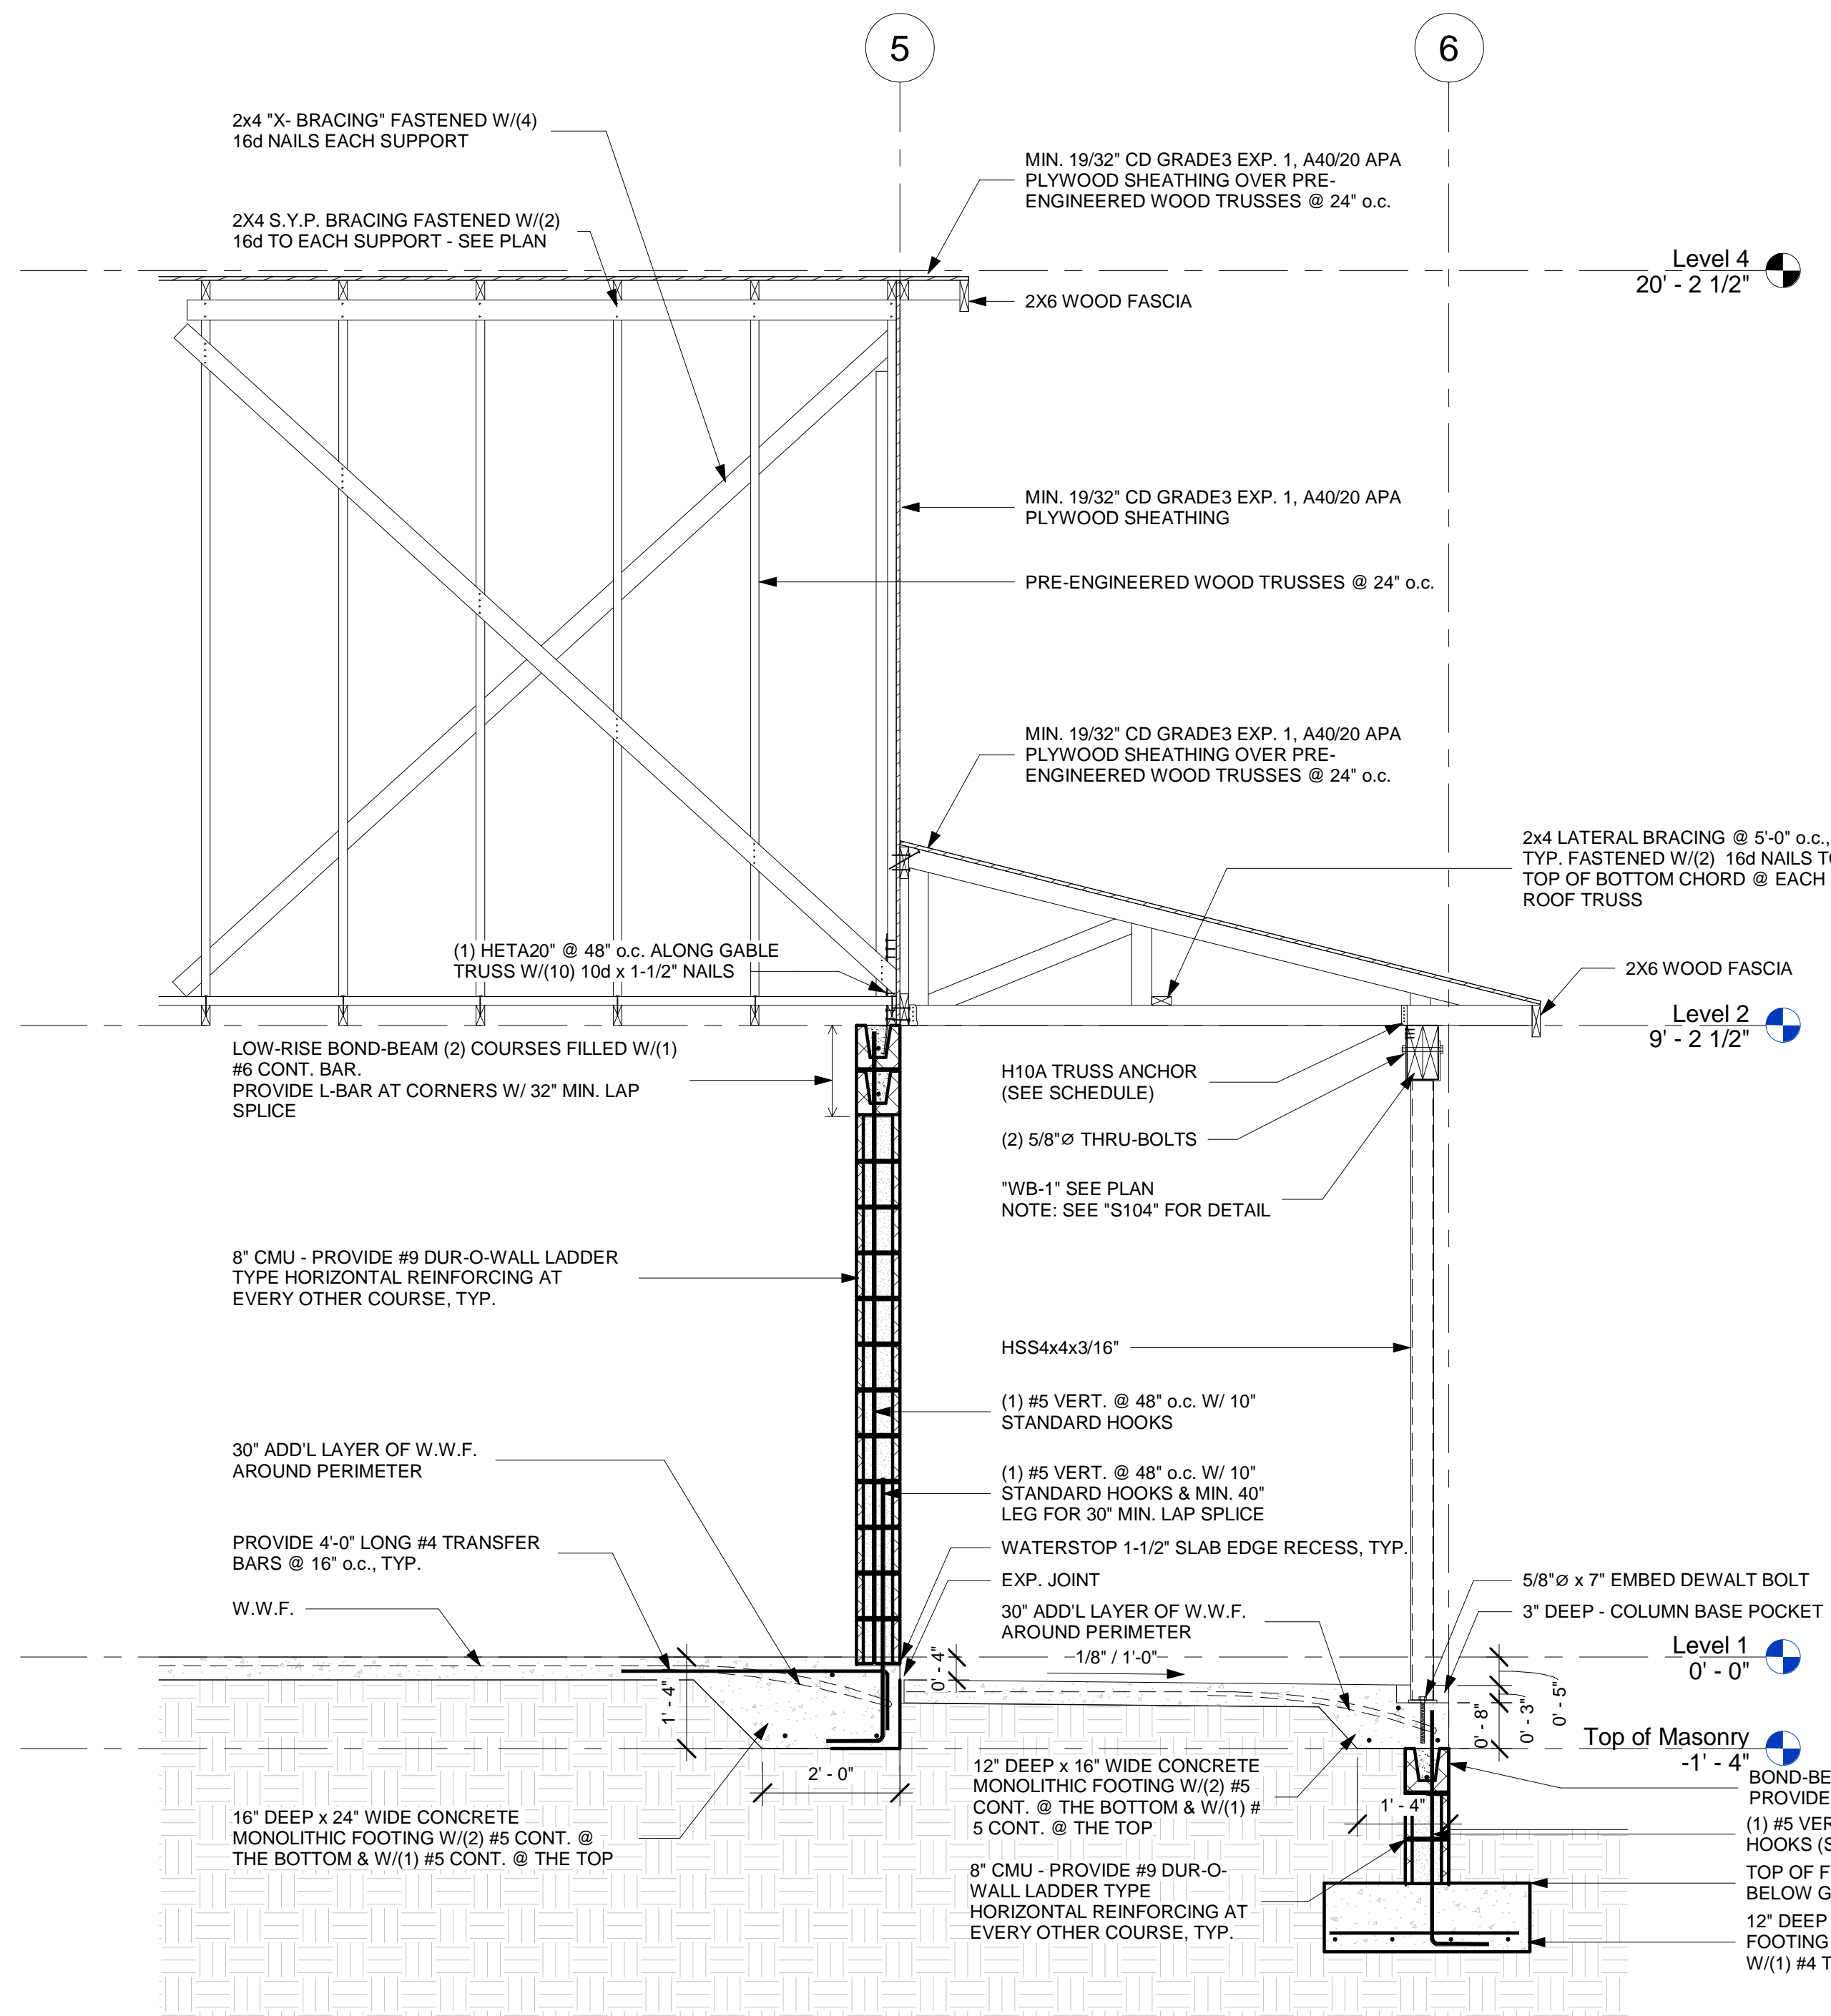 5
6
2x4 "X- BRACING" FASTENED W/(4)
16d NAILS EACH SUPPORT
MIN. 19/32" CD GRADE3 EXP. 1, A40/20 APA
PLYWOOD SHEATHING OVER PRE-
ENGINEERED WOOD TRUSSES @ 24" o.c.
2X4 S.Y.P. BRACING FASTENED W/(2)
16d TO EACH SUPPORT - SEE PLAN
Level 4
20' - 2 1/2"
2X6 WOOD FASCIA
MIN. 19/32" CD GRADE3 EXP. 1, A40/20 APA
PLYWOOD SHEATHING
PRE-ENGINEERED WOOD TRUSSES @ 24" o.c.
MIN. 19/32" CD GRADE3 EXP. 1, A40/20 APA
PLYWOOD SHEATHING OVER PRE-
ENGINEERED WOOD TRUSSES @ 24" o.c.
2x4 LATERAL BRACING @ 5'-0" o.c.,
TYP. FASTENED W/(2) 16d NAILS TO
TOP OF BOTTOM CHORD @ EACH
ROOF TRUSS
(1) HETA20" @ 48" o.c. ALONG GABLE
TRUSS W/(10) 10d x 1-1/2" NAILS
2X6 WOOD FASCIA
Level 2
9' - 2 1/2"
LOW-RISE BOND-BEAM (2) COURSES FILLED W/(1)
#6 CONT. BAR.
PROVIDE L-BAR AT CORNERS W/ 32" MIN. LAP
SPLICE
H10A TRUSS ANCHOR
(SEE SCHEDULE)
(2) 5/8"Ø THRU-BOLTS
"WB-1" SEE PLAN
NOTE: SEE "S104" FOR DETAIL
8" CMU - PROVIDE #9 DUR-O-WALL LADDER
TYPE HORIZONTAL REINFORCING AT
EVERY OTHER COURSE, TYP.
HSS4x4x3/16"
(1) #5 VERT. @ 48" o.c. W/ 10"
STANDARD HOOKS
30" ADD'L LAYER OF W.W.F.
AROUND PERIMETER
(1) #5 VERT. @ 48" o.c. W/ 10"
STANDARD HOOKS & MIN. 40"
LEG FOR 30" MIN. LAP SPLICE
PROVIDE 4'-0" LONG #4 TRANSFER
BARS @ 16" o.c., TYP.
WATERSTOP 1-1/2" SLAB EDGE RECESS, TYP.
EXP. JOINT
W.W.F.
30" ADD'L LAYER OF W.W.F.
AROUND PERIMETER
5/8"Ø x 7" EMBED DEWALT BOLT
3" DEEP - COLUMN BASE POCKET
Level 1
0' - 0"
1/8" / 1'-0"
0' - 4"
1' - 4"
0' - 8"
0' - 3"
0' - 5"
Top of Masonry
-1' - 4"
2' - 0"
1' - 4"
12" DEEP x 16" WIDE CONCRETE
MONOLITHIC FOOTING W/(2) #5
CONT. @ THE BOTTOM & W/(1) #
5 CONT. @ THE TOP
16" DEEP x 24" WIDE CONCRETE
MONOLITHIC FOOTING W/(2) #5 CONT. @
THE BOTTOM & W/(1) #5 CONT. @ THE TOP
8" CMU - PROVIDE #9 DUR-O-
WALL LADDER TYPE
HORIZONTAL REINFORCING AT
EVERY OTHER COURSE, TYP.
BOND-BE
PROVIDE
(1) #5 VER
HOOKS (S
TOP OF F
BELOW G
12" DEEP
FOOTING
W/(1) #4 T